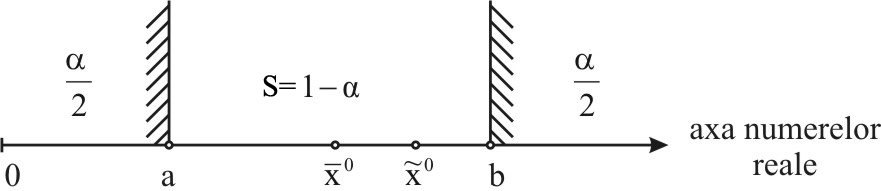 α/2
S=1–α
α/2
0
a
x̅⁰
x̃⁰
b
axa numerelor
reale